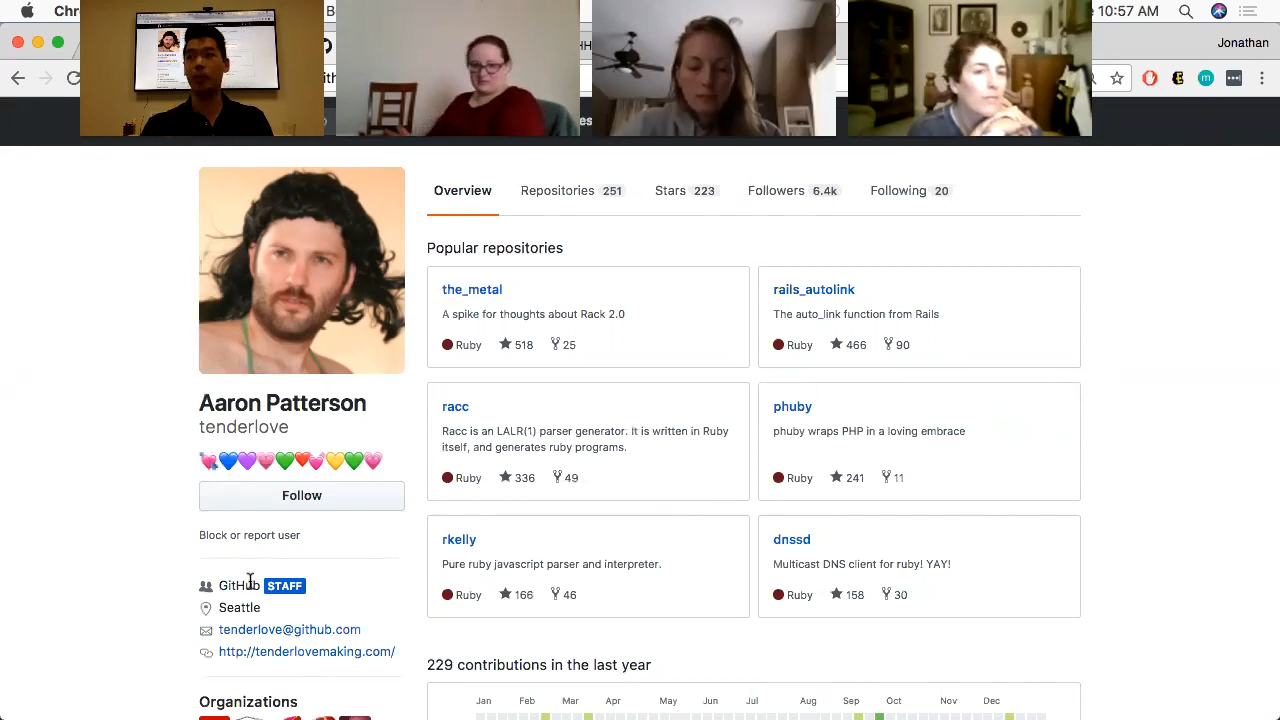 Chr
B
10:57 AM
H
Jonathan
es
Overview
Repositories 251
Stars 223
Followers 6.4k
Following 20
Popular repositories
the_metal
A spike for thoughts about Rack 2.0
Ruby 518 25
rails_autolink
The auto_link function from Rails
Ruby 466 90
racc
Racc is an LALR(1) parser generator. It is written in Ruby
itself, and generates ruby programs.
Ruby 336 49
phuby
phuby wraps PHP in a loving embrace
Ruby 241 11
rkelly
Pure ruby javascript parser and interpreter.
Ruby 166 46
dnssd
Multicast DNS client for ruby! YAY!
Ruby 158 30
Aaron Patterson
tenderlove
Follow
Block or report user
GitHub STAFF
Seattle
tenderlove@github.com
http://tenderlovemaking.com/
Organizations
229 contributions in the last year
Jan Feb Mar Apr May Jun Jul Aug Sep Oct Nov Dec